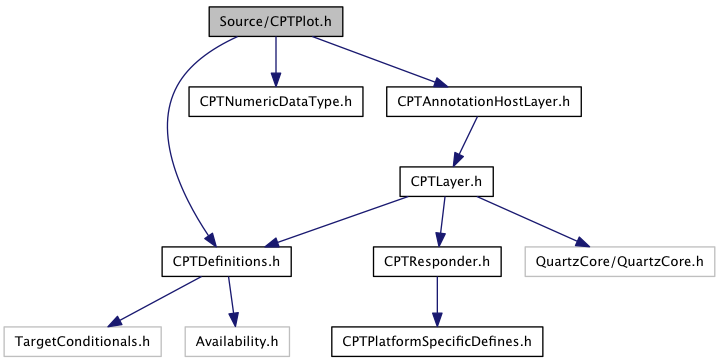 Source/CPTPlot.h
CPTNumericDataType.h
CPTAnnotationHostLayer.h
CPTLayer.h
CPTDefinitions.h
CPTResponder.h
QuartzCore/QuartzCore.h
TargetConditionals.h
Availability.h
CPTPlatformSpecificDefines.h